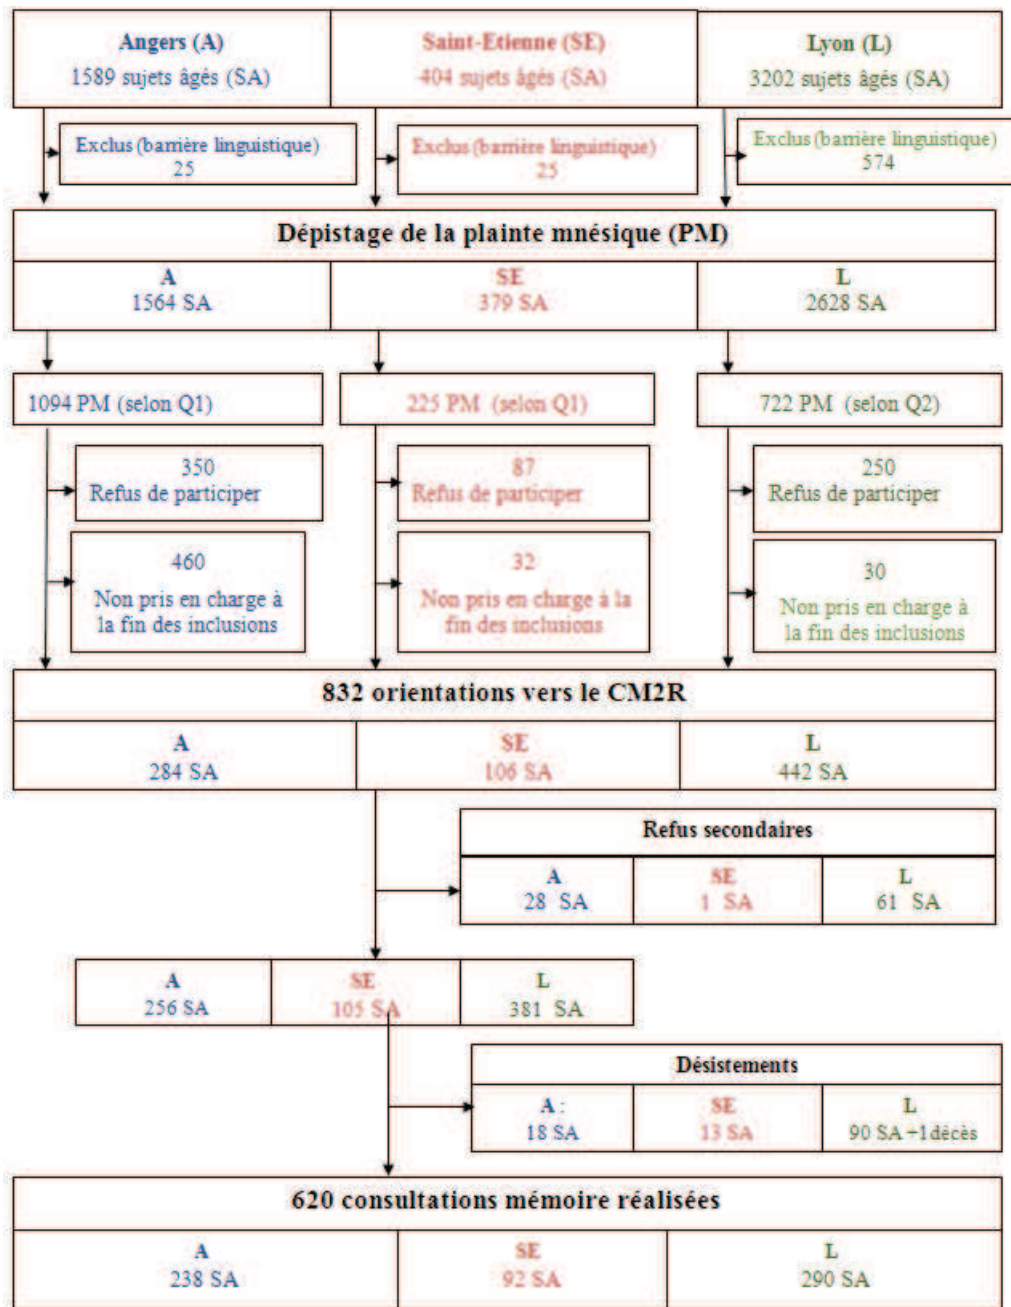 Angers (A)
1589 sujets âgés (SA)
Saint-Etienne (SE)
404 sujets âgés (SA)
Lyon (L)
3202 sujets âgés (SA)
Exclus (barrière linguistique)
25
Exclus (barrière linguistique)
25
Exclus (barrière linguistique)
574
Dépistage de la plainte mnésique (PM)
A
1564 SA
SE
379 SA
L
2628 SA
1094 PM (selon Q1)
225 PM (selon Q1)
722 PM (selon Q2)
350
Refus de participer
87
Refus de participer
250
Refus de participer
460
Non pris en charge à
la fin des inclusions
32
Non pris en charge à la
fin des inclusions
30
Non pris en charge à
la fin des inclusions
832 orientations vers le CM2R
A
284 SA
SE
106 SA
L
442 SA
Refus secondaires
A
28 SA
SE
1 SA
L
61 SA
A
256 SA
SE
105 SA
L
381 SA
Désistements
A :
18 SA
SE
13 SA
L
90 SA +1décès
620 consultations mémoire réalisées
A
238 SA
SE
92 SA
L
290 SA